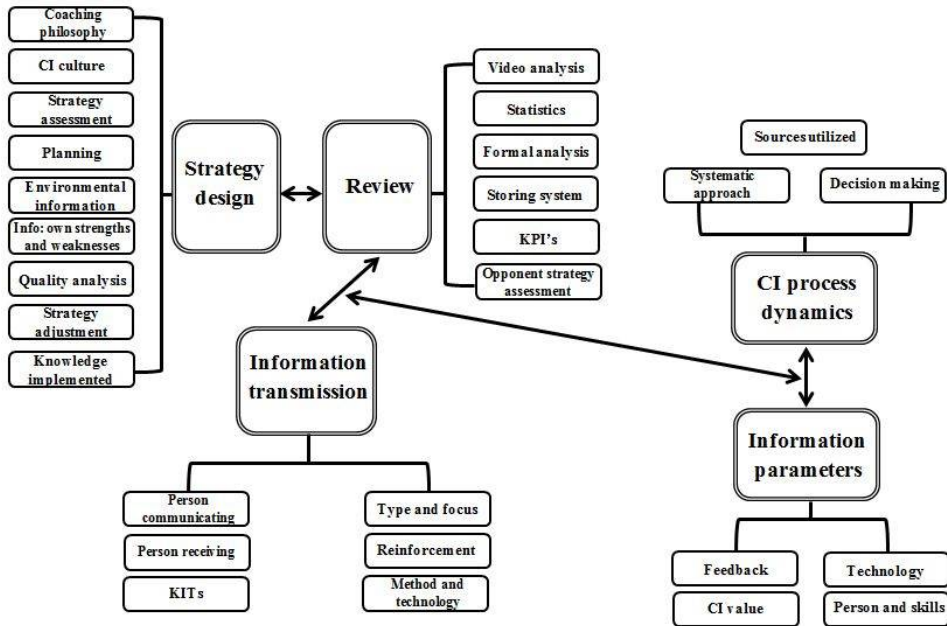 Coaching
philosophy
CI culture
Strategy
assessment
Planning
Environmental
information
Info: own strengths
and weaknesses
Quality analysis
Strategy
adjustment
Knowledge
implemented
Strategy
design
Review
Video analysis
Statistics
Formal analysis
Storing system
KPI's
Opponent strategy
assessment
Sources utilized
Systematic
approach
Decision making
CI process
dynamics
Information
transmission
Information
parameters
Person
communicating
Person receiving
KITs
Type and focus
Reinforcement
Method and
technology
Feedback
CI value
Technology
Person and skills